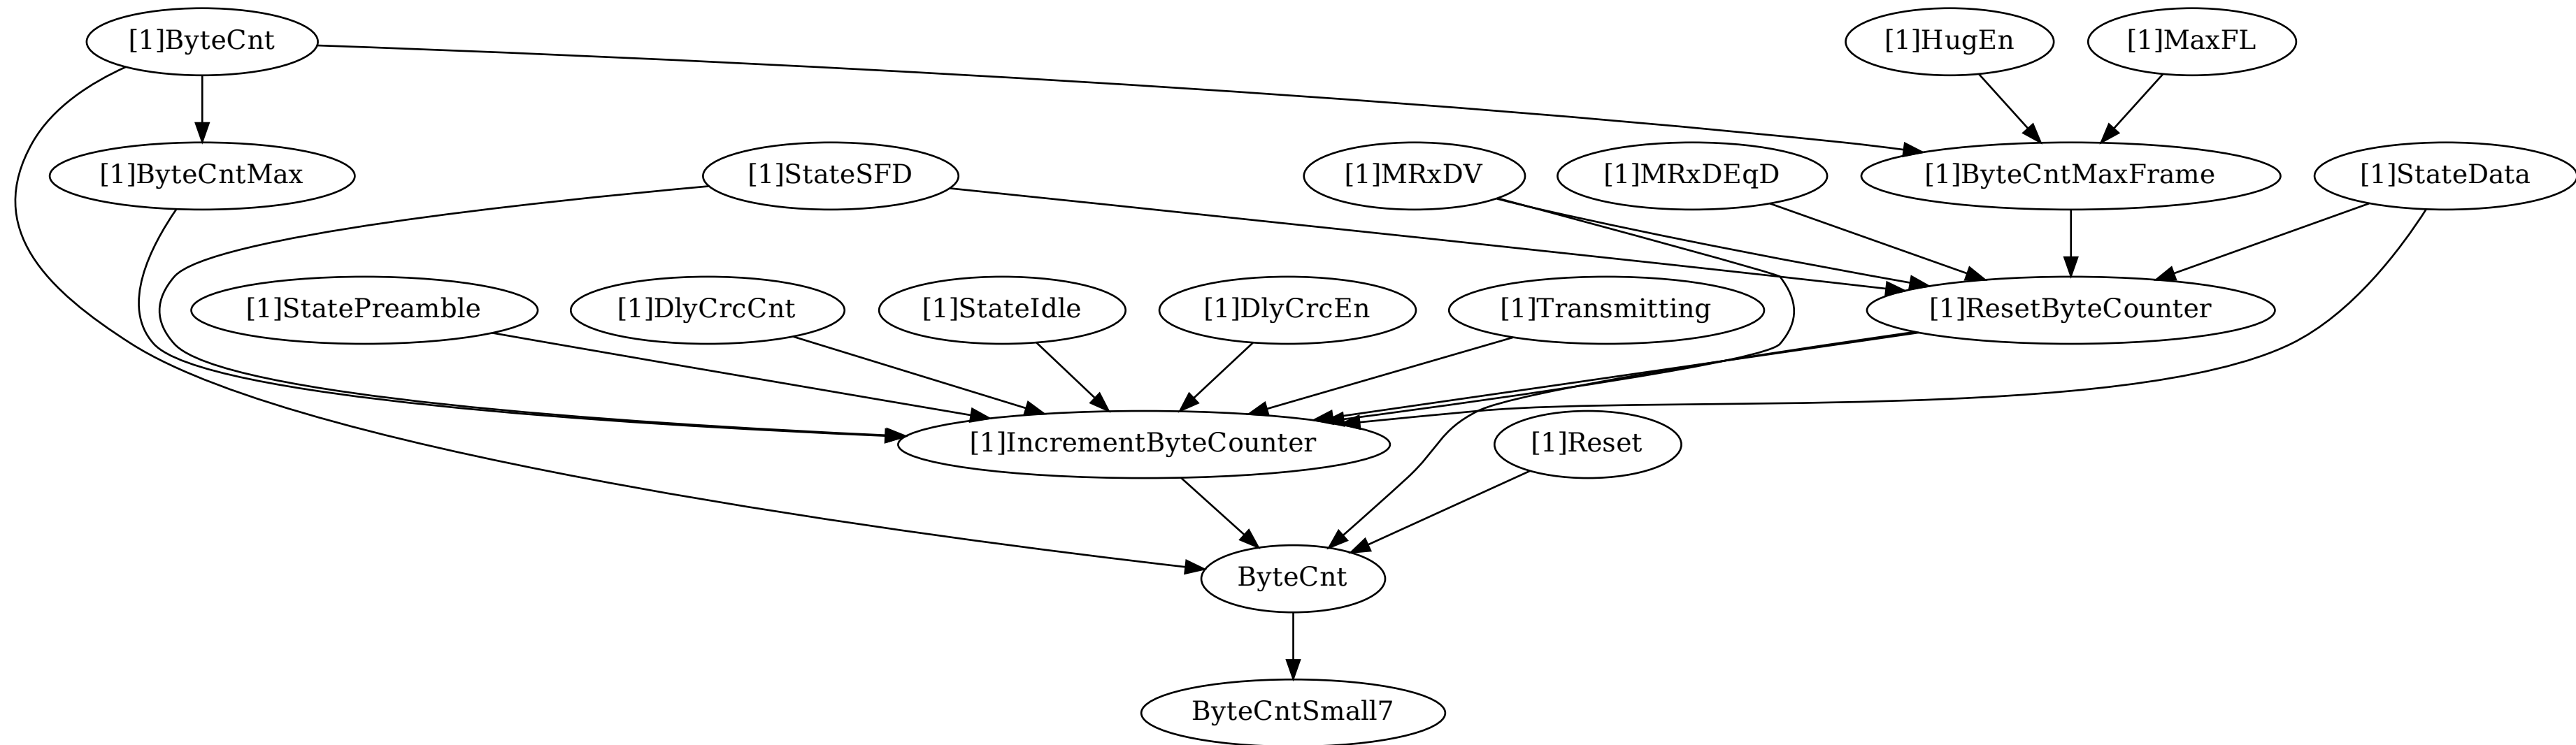 [1]ByteCnt
[1]HugEn
[1]MaxFL
[1]ByteCntMax
[1]StateSFD
[1]MRxDV
[1]MRxDEqD
[1]ByteCntMaxFrame
[1]StateData
[1]StatePreamble
[1]DlyCrcCnt
[1]StateIdle
[1]DlyCrcEn
[1]Transmitting
[1]ResetByteCounter
[1]IncrementByteCounter
[1]Reset
ByteCnt
ByteCntSmall7